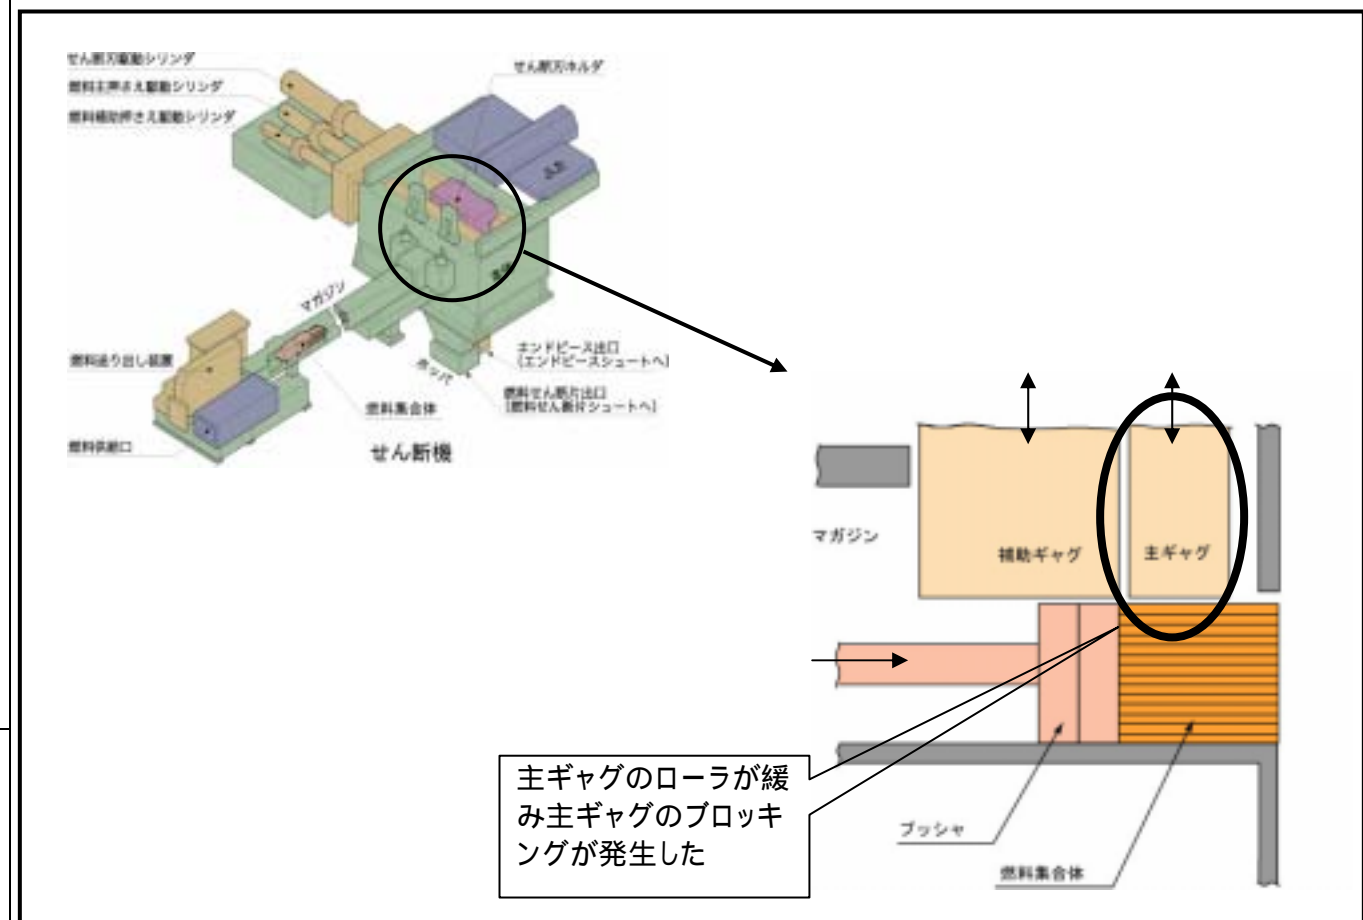 せん断刃駆動シリンダ
燃料主押さえ駆動シリンダ
燃料補助押さえ駆動シリンダ
せん断刃ホルダ
マガジン
燃料送り出し装置
エンドピース出口
(エンドピースシュートへ)
ホッパ
燃料せん断片出口
(燃料せん断片シュートへ)
燃料集合体
燃料供給口
せん断機
マガジン
補助ギャグ
主ギャグ
主ギャグのローラが緩
み主ギャグのブロッキ
ングが発生した
プッシャ
燃料集合体